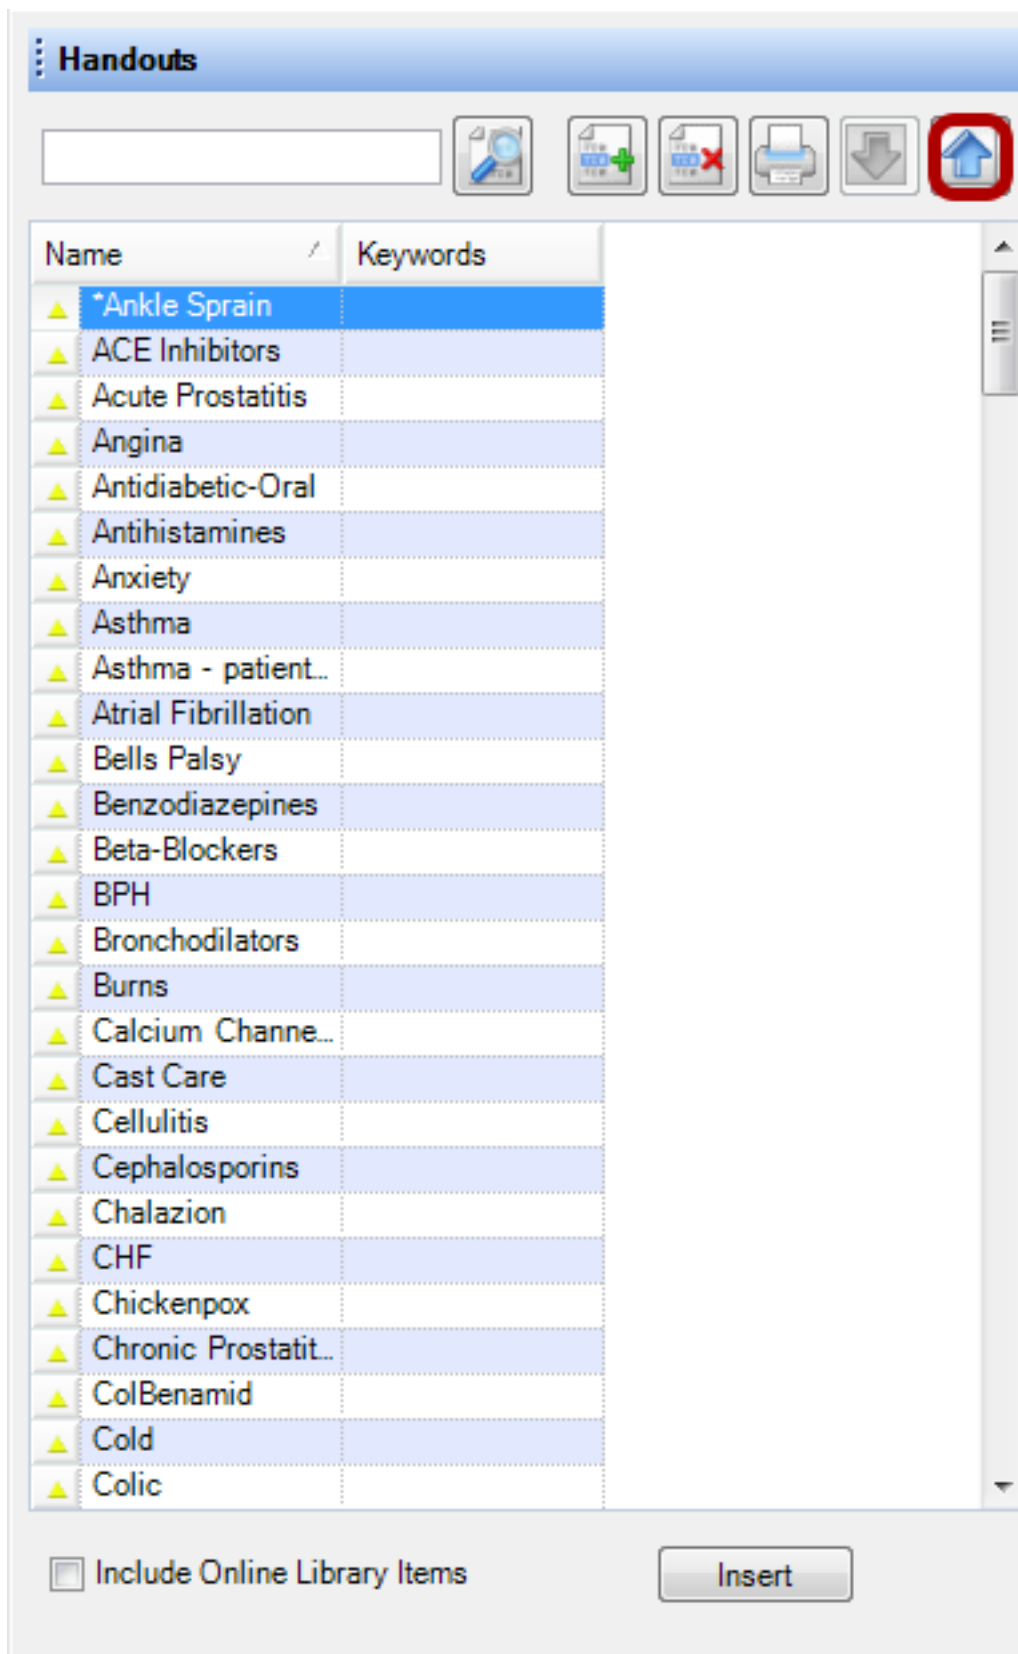 Handouts
Name Keywords
*Ankle Sprain
ACE Inhibitors
Acute Prostatitis
Angina
Antidiabetic-Oral
Antihistamines
Anxiety
Asthma
Asthma - patient...
Atrial Fibrillation
Bells Palsy
Benzodiazepines
Beta-Blockers
BPH
Bronchodilators
Burns
Calcium Channe...
Cast Care
Cellulitis
Cephalosporins
Chalazion
CHF
Chickenpox
Chronic Prostatit...
ColBenamid
Cold
Colic
Include Online Library Items
Insert